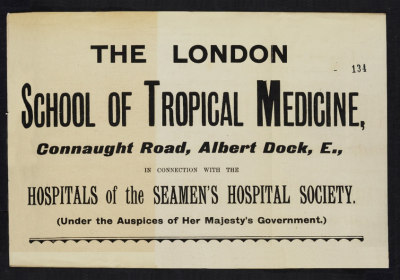 THE LONDON
134
SCHOOL OF TROPICAL MEDICINE,
Connaught Road, Albert Dock, E.,
IN CONNECTION WITH THE
HOSPITALS of the SEAMEN'S HOSPITAL SOCIETY.
(Under the Auspices of Her Majesty's Government.)